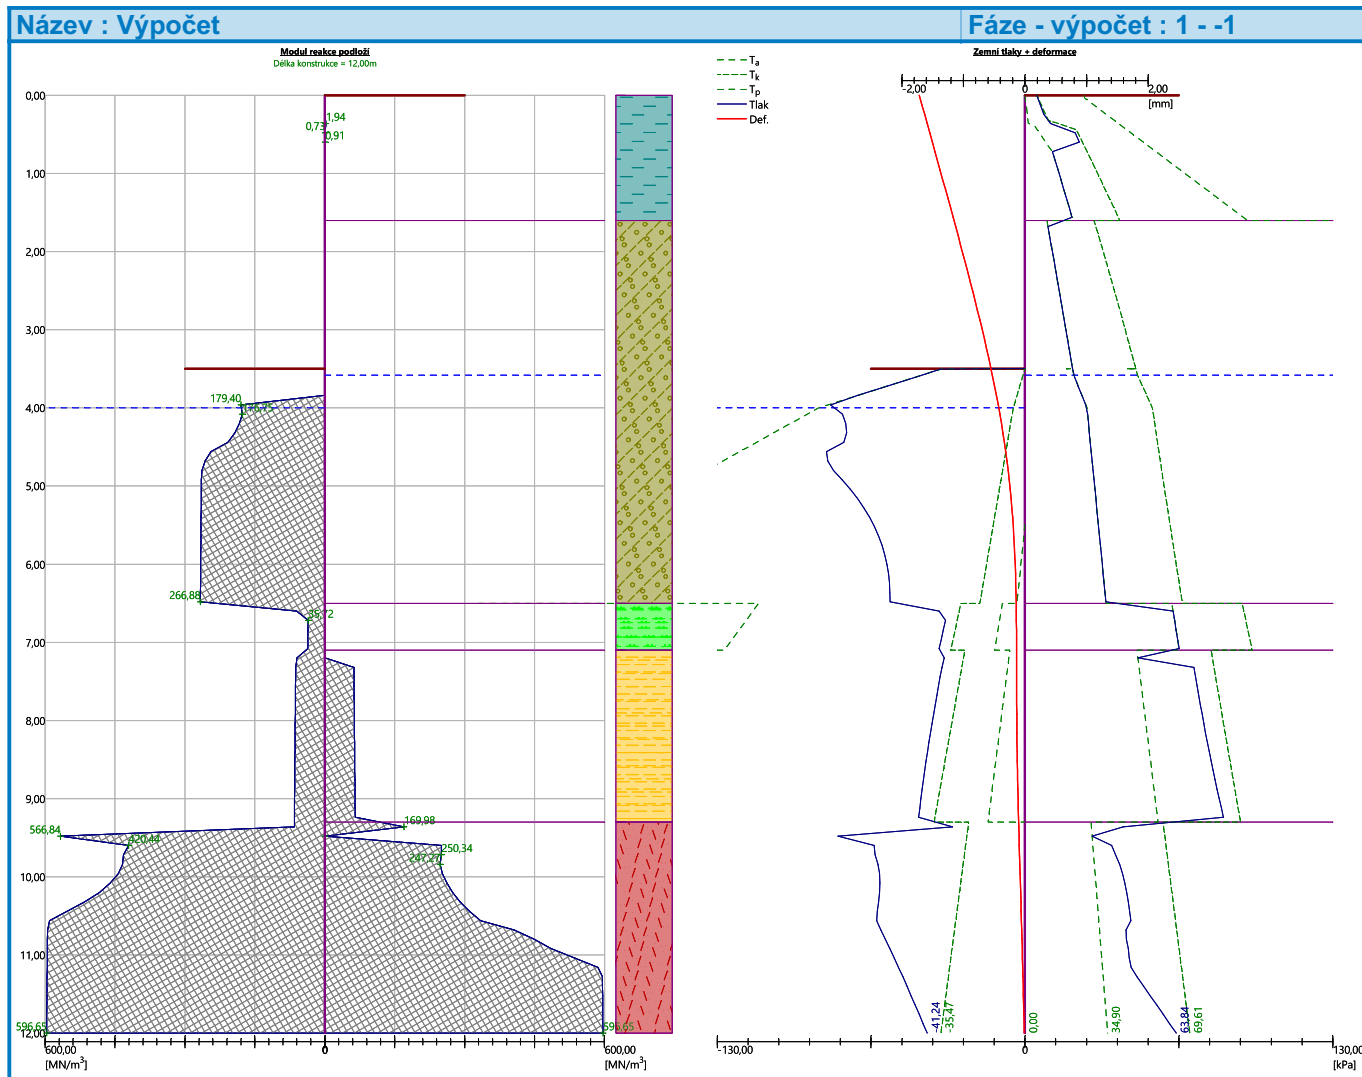 Název : Výpočet
Fáze - výpočet : 1 - -1
Modul reakce podloží
Délka konstrukce = 12,00m
Zemní tlaky + deformace
Ta
Tk
Tp
Tlak
Def.
-2,00
0
2,00
[mm]
0,00
1,94
0,73
0,91
1,00
2,00
3,00
179,40
4,00
5,00
6,00
266,88
35,72
7,00
8,00
9,00
169,98
566,84
420,44
250,34
247,27
10,00
11,00
12,00
596,65
-41,24
-35,47
0,00
34,90
63,84
69,61
600,00
0
600,00
[MN/m³]
[MN/m³]
-130,00
0
130,00
[kPa]